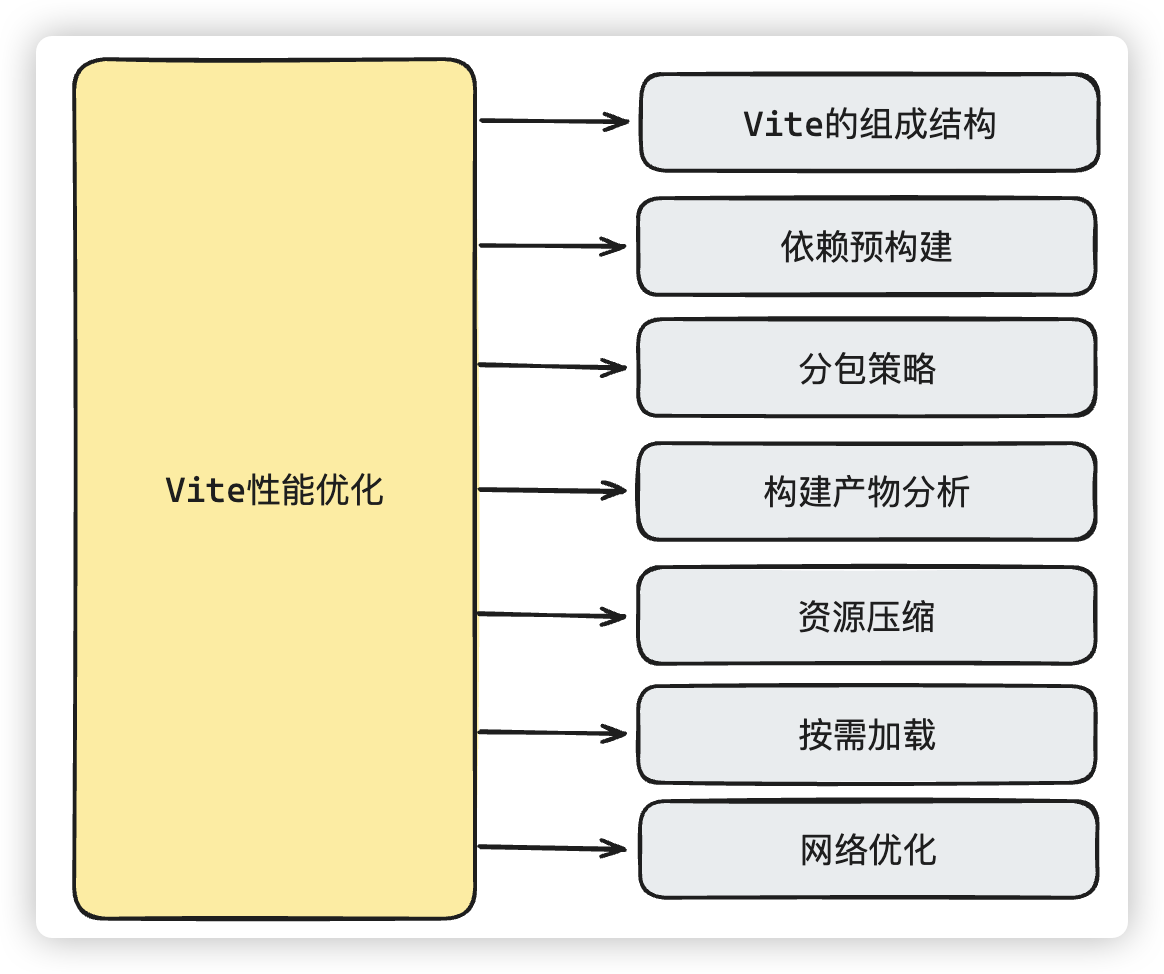 Vite性能优化
Vite的组成结构
依赖预构建
分包策略
构建产物分析
资源压缩
按需加载
网络优化